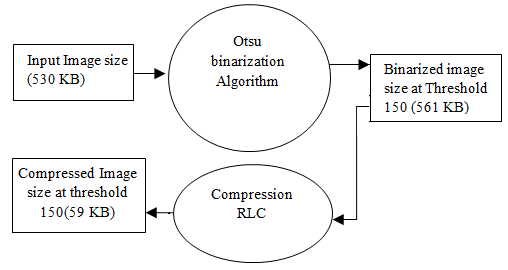 Input Image size
(530 KB)
Otsu
binarization
Algorithm
Binarized image
size at Threshold
150 (561 KB)
Compressed Image
size at threshold
150(59 KB)
Compression
RLC